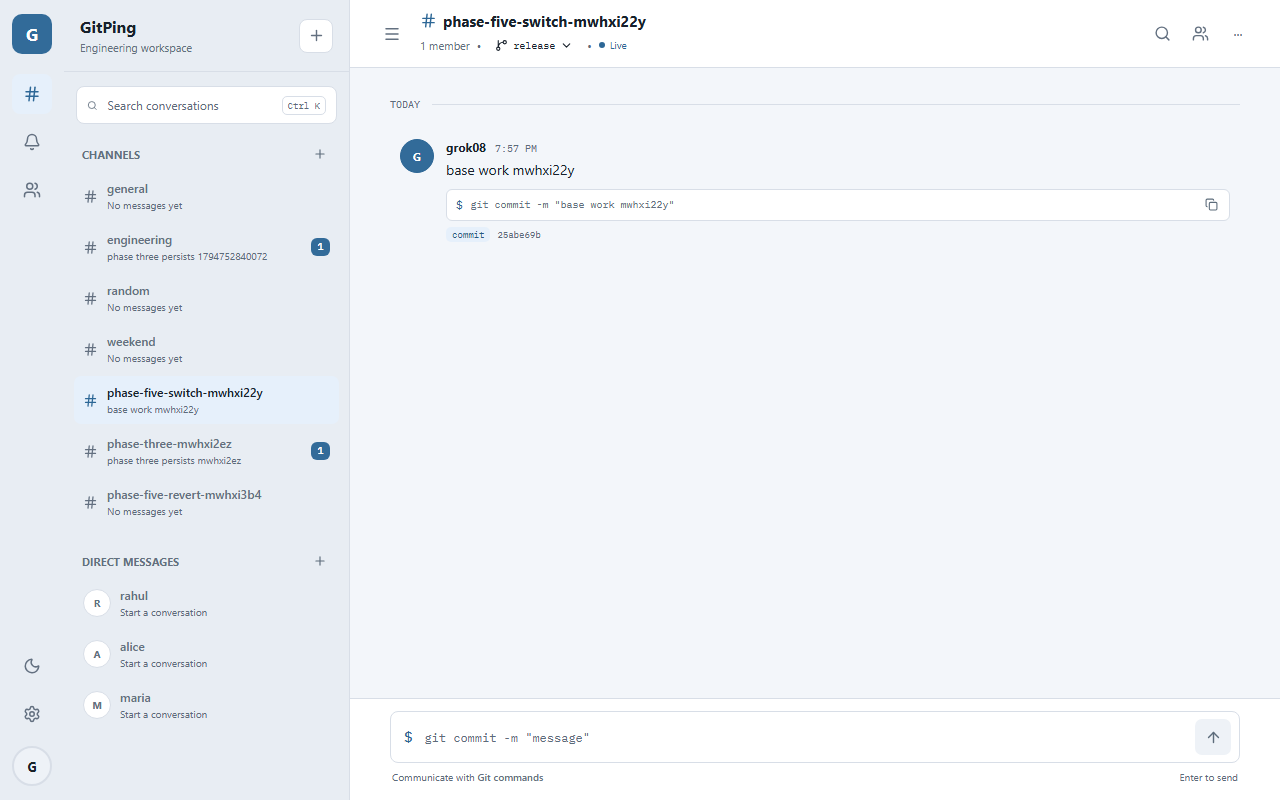 G
GitPing
Engineering workspace
Search conversations
Ctrl K
CHANNELS
general
No messages yet
engineering
phase three persists 1794752840072
1
random
No messages yet
weekend
No messages yet
phase-five-switch-mwhxi22y
base work mwhxi22y
phase-three-mwhxi2ez
phase three persists mwhxi2ez
1
phase-five-revert-mwhxi3b4
No messages yet
DIRECT MESSAGES
R
rahul
Start a conversation
A
alice
Start a conversation
M
maria
Start a conversation
G
# phase-five-switch-mwhxi22y
1 member • release • Live
TODAY
G
grok08 7:57 PM
base work mwhxi22y
$ git commit -m "base work mwhxi22y"
commit 25abe69b
$ git commit -m "message"
Communicate with Git commands
Enter to send